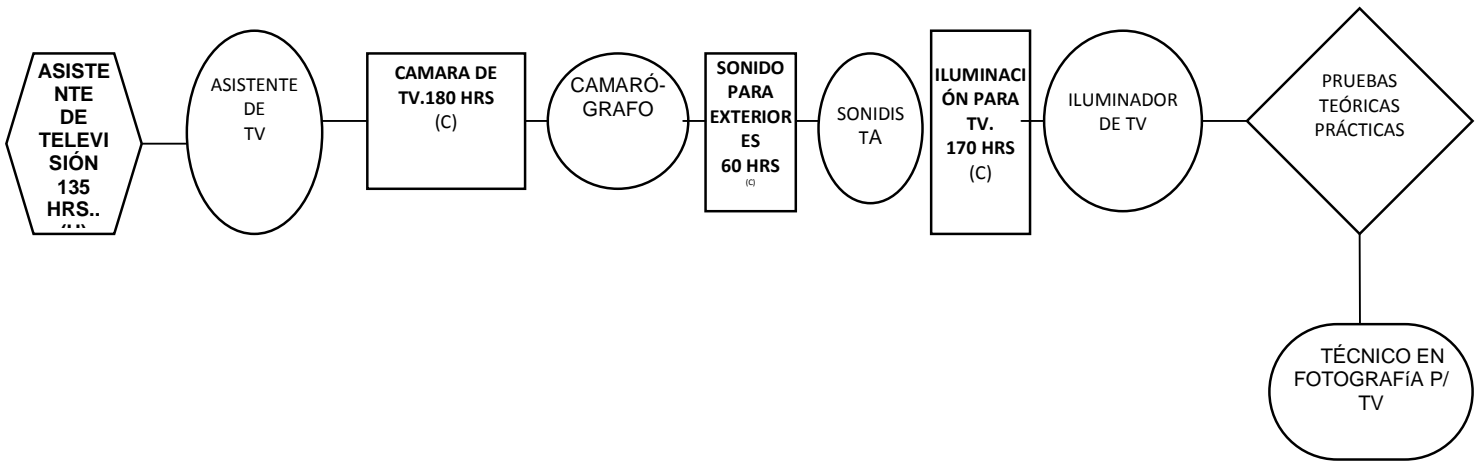 ASISTE
NTE
DE
TELEVI
SIÓN
135
HRS..
ASISTENTE
DE
TV
CAMARA DE
TV.180 HRS
(C)
CAMARÓ-
GRAFO
SONIDO
PARA
EXTERIOR
ES
60 HRS
(C)
SONIDIS
TA
ILUMINACI
ÓN PARA
TV.
170 HRS
(C)
ILUMINADOR
DE TV
PRUEBAS
TEÓRICAS
PRÁCTICAS
TÉCNICO EN
FOTOGRAFíA P/
TV